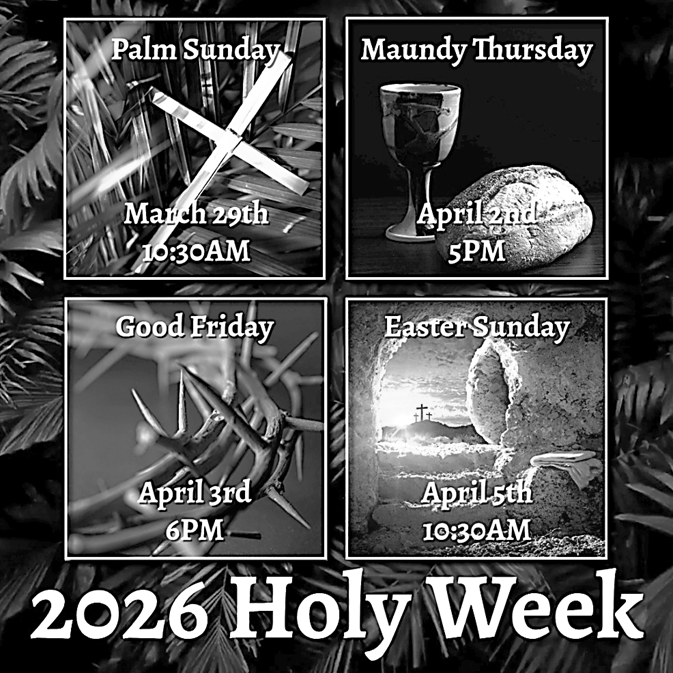 Palm Sunday
March 29th
10:30AM
Maundy Thursday
April 2nd
5PM
Good Friday
April 3rd
6PM
Easter Sunday
April 5th
10:30AM
2026 Holy Week